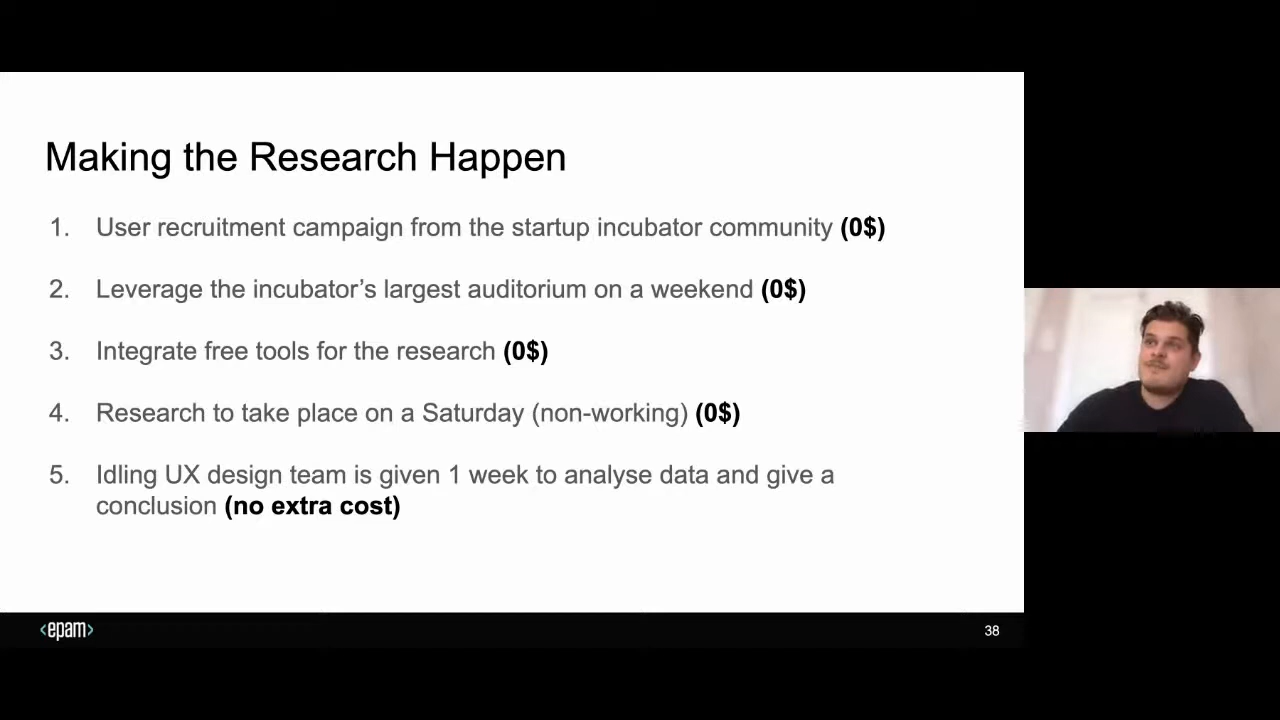 Making the Research Happen
1. User recruitment campaign from the startup incubator community (0$)
2. Leverage the incubator’s largest auditorium on a weekend (0$)
3. Integrate free tools for the research (0$)
4. Research to take place on a Saturday (non-working) (0$)
5. Idling UX design team is given 1 week to analyse data and give a
conclusion (no extra cost)
<epam>
38